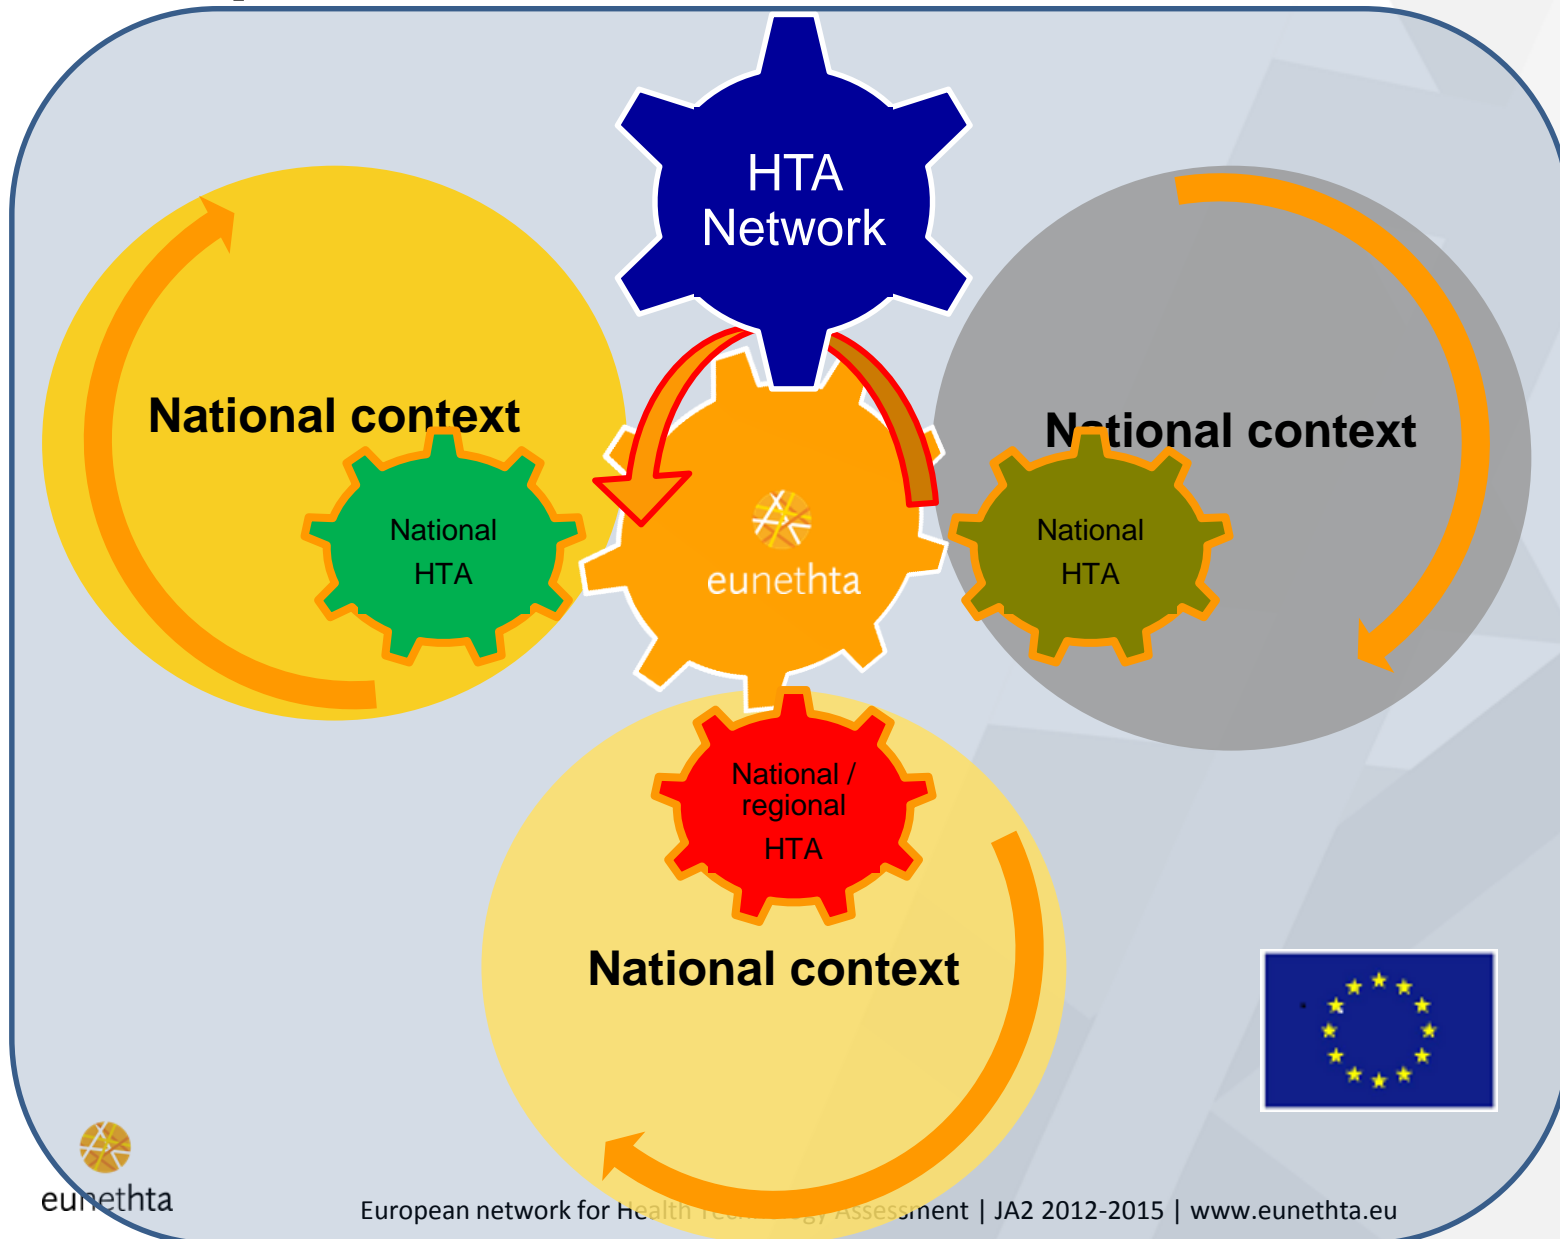 HTA
Network
National context
National context
National
HTA
eunethta
National
HTA
National /
regional
HTA
National context
eunethta
European network for Health Technology Assessment | JA2 2012-2015 | www.eunethta.eu